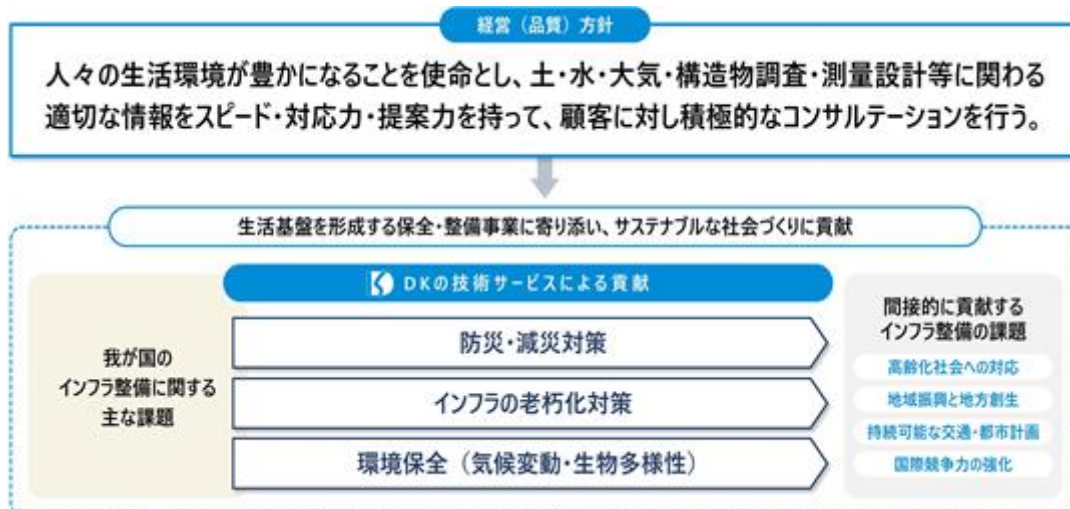 経営（品質）方針
人々の生活環境が豊かになることを使命とし、土・水・大気・構造物調査・測量設計等に関わる
適切な情報をスピード・対応力・提案力を持って、顧客に対し積極的なコンサルテーションを行う。
生活基盤を形成する保全・整備事業に寄り添い、サステナブルな社会づくりに貢献
我が国の
インフラ整備に関する
主な課題
DKの技術サービスによる貢献
防災・減災対策
インフラの老朽化対策
環境保全（気候変動・生物多様性）
間接的に貢献する
インフラ整備の課題
高齢化社会への対応
地域振興と地方創生
持続可能な交通・都市計画
国際競争力の強化